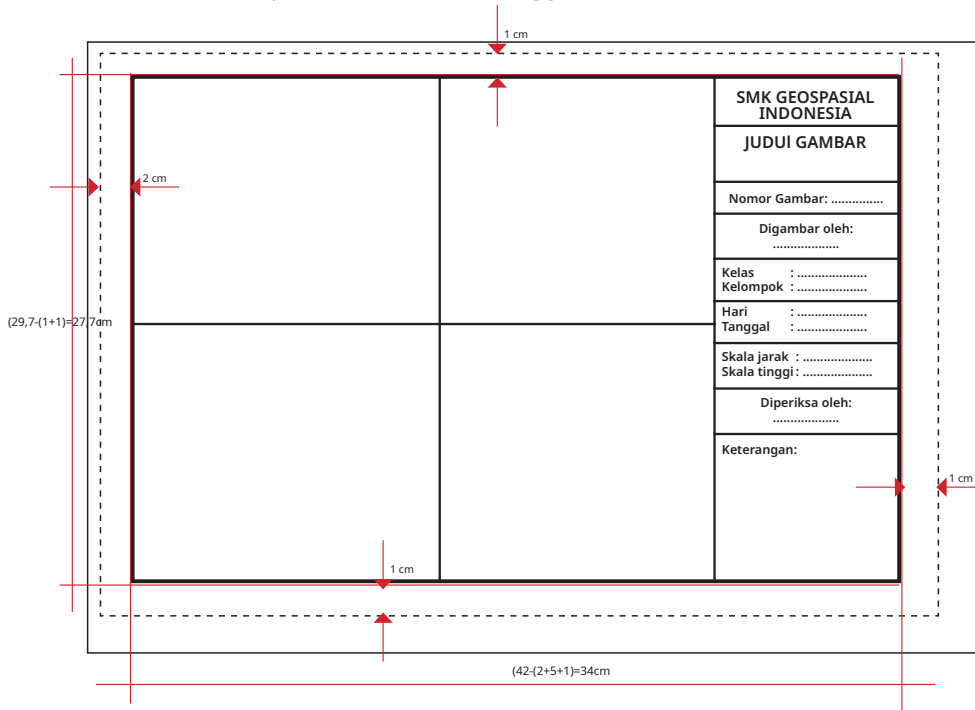 1 cm
SMK GEOSPASIAL
INDONESIA
JUDUl GAMBAR
2 cm
Nomor Gambar: ...............
Digambar oleh:
...................
Kelas : ....................
Kelompok : ....................
(29,7-(1+1)=27,7cm
Hari : ....................
Tanggal : ....................
Skala jarak : ....................
Skala tinggi : ....................
Diperiksa oleh:
...................
Keterangan:
1 cm
1 cm
(42-(2+5+1)=34cm